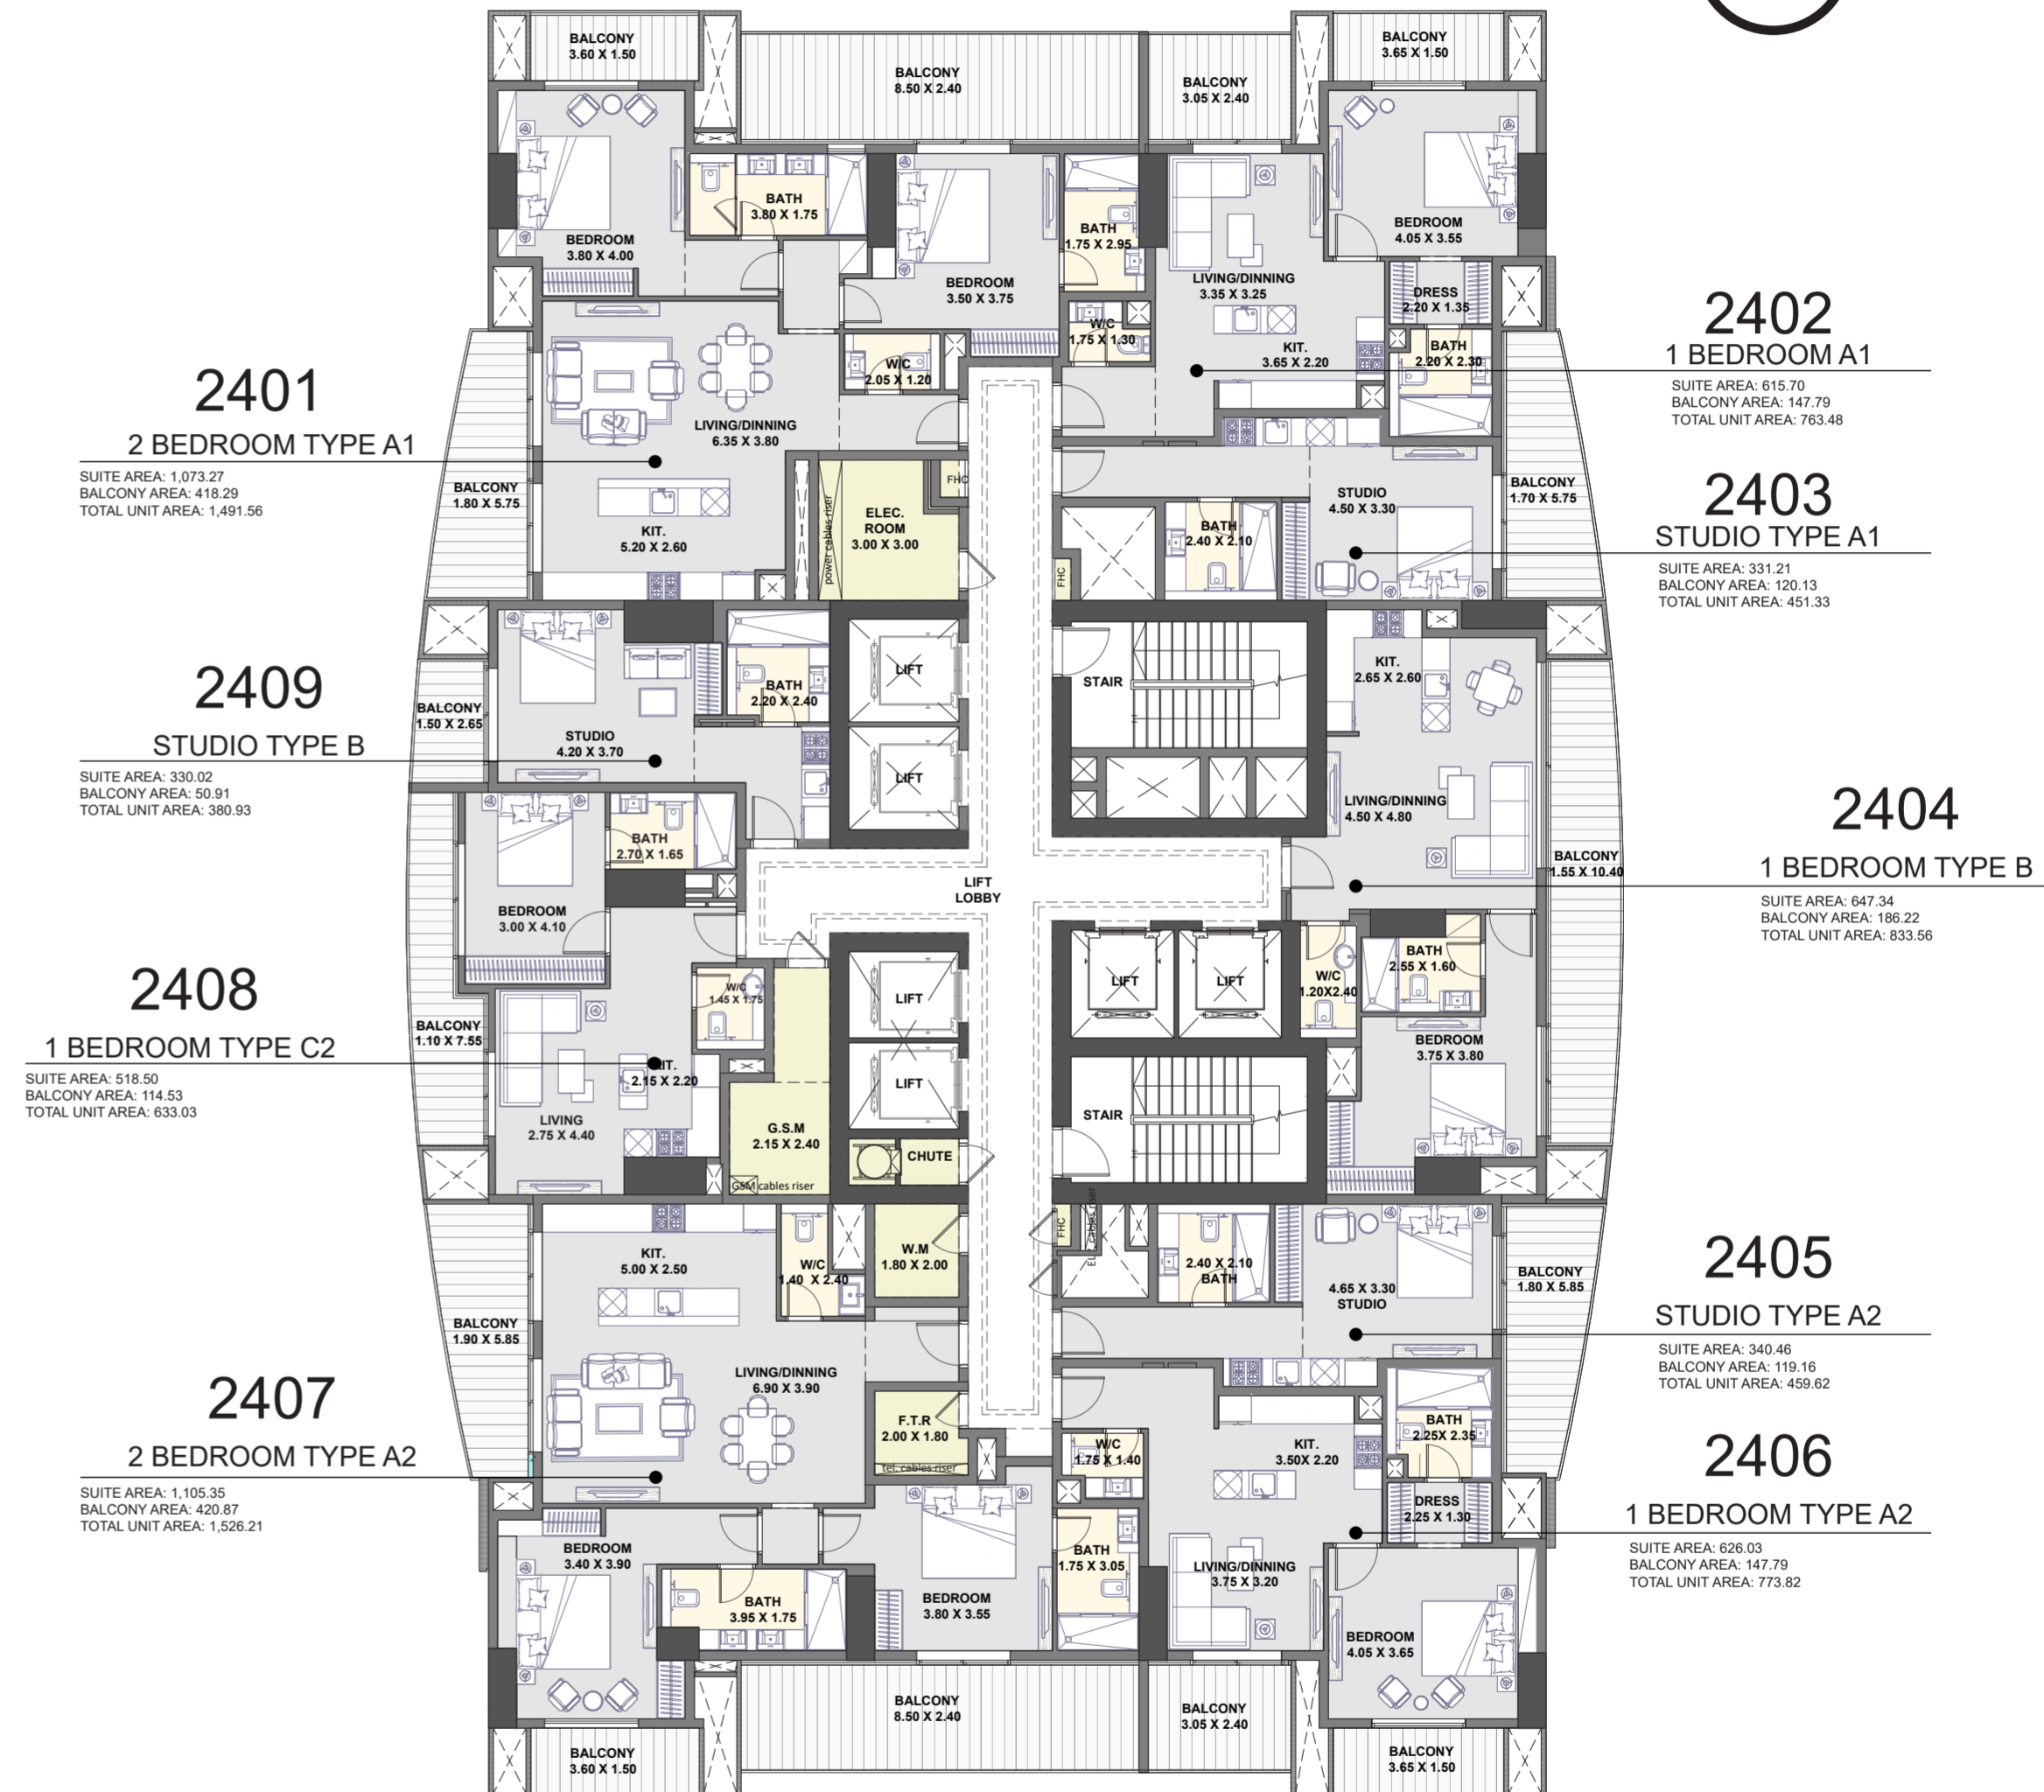 BALCONY
3.60 X 1.50
BALCONY
8.50 X 2.40
BALCONY
3.05 X 2.40
BALCONY
3.65 X 1.50
BEDROOM
3.80 X 4.00
BATH
3.80 X 1.75
BEDROOM
3.50 X 3.75
BATH
1.75 X 2.95
LIVING/DINNING
3.35 X 3.25
BEDROOM
4.05 X 3.55
DRESS
2.20 X 1.35
W/C
1.75 X 1.30
KIT.
3.65 X 2.20
BATH
2.20 X 2.30
W/C
2.05 X 1.20
2402
1 BEDROOM A1
SUITE AREA: 615.70
BALCONY AREA: 147.79
TOTAL UNIT AREA: 763.48
2401
2 BEDROOM TYPE A1
SUITE AREA: 1,073.27
BALCONY AREA: 418.29
TOTAL UNIT AREA: 1,491.56
LIVING/DINNING
6.35 X 3.80
BALCONY
1.80 X 5.75
KIT.
5.20 X 2.60
power cables riser
ELEC.
ROOM
3.00 X 3.00
FHC
FHC
BATH
2.40 X 2.10
STUDIO
4.50 X 3.30
BALCONY
1.70 X 5.75
2403
STUDIO TYPE A1
SUITE AREA: 331.21
BALCONY AREA: 120.13
TOTAL UNIT AREA: 451.33
2409
STUDIO TYPE B
SUITE AREA: 330.02
BALCONY AREA: 50.91
TOTAL UNIT AREA: 380.93
BALCONY
1.50 X 2.65
STUDIO
4.20 X 3.70
BATH
2.20 X 2.40
LIFT
LIFT
STAIR
KIT.
2.65 X 2.60
LIVING/DINNING
4.50 X 4.80
BALCONY
1.55 X 10.40
2404
1 BEDROOM TYPE B
SUITE AREA: 647.34
BALCONY AREA: 186.22
TOTAL UNIT AREA: 833.56
BATH
2.70 X 1.65
BEDROOM
3.00 X 4.10
LIFT
LOBBY
2408
1 BEDROOM TYPE C2
SUITE AREA: 518.50
BALCONY AREA: 114.53
TOTAL UNIT AREA: 633.03
BALCONY
1.10 X 7.55
W/C
1.45 X 1.75
KIT.
2.15 X 2.20
LIVING
2.75 X 4.40
LIFT
LIFT
LIFT
LIFT
W/C
1.20X2.40
BATH
2.55 X 1.60
BEDROOM
3.75 X 3.80
G.S.M
2.15 X 2.40
GSM cables riser
CHUTE
STAIR
KIT.
5.00 X 2.50
W/C
1.40 X 2.40
W.M
1.80 X 2.00
FHC
2.40 X 2.10
BATH
4.65 X 3.30
STUDIO
BALCONY
1.80 X 5.85
2405
STUDIO TYPE A2
SUITE AREA: 340.46
BALCONY AREA: 119.16
TOTAL UNIT AREA: 459.62
BALCONY
1.90 X 5.85
LIVING/DINNING
6.90 X 3.90
2407
2 BEDROOM TYPE A2
SUITE AREA: 1,105.35
BALCONY AREA: 420.87
TOTAL UNIT AREA: 1,526.21
F.T.R
2.00 X 1.80
tel. cables riser
W/C
1.75 X 1.40
KIT.
3.50X 2.20
BATH
2.25X 2.35
DRESS
2.25 X 1.30
2406
1 BEDROOM TYPE A2
SUITE AREA: 626.03
BALCONY AREA: 147.79
TOTAL UNIT AREA: 773.82
BEDROOM
3.40 X 3.90
BATH
3.95 X 1.75
BEDROOM
3.80 X 3.55
BATH
1.75 X 3.05
LIVING/DINNING
3.75 X 3.20
BEDROOM
4.05 X 3.65
BALCONY
8.50 X 2.40
BALCONY
3.05 X 2.40
BALCONY
3.60 X 1.50
BALCONY
3.65 X 1.50